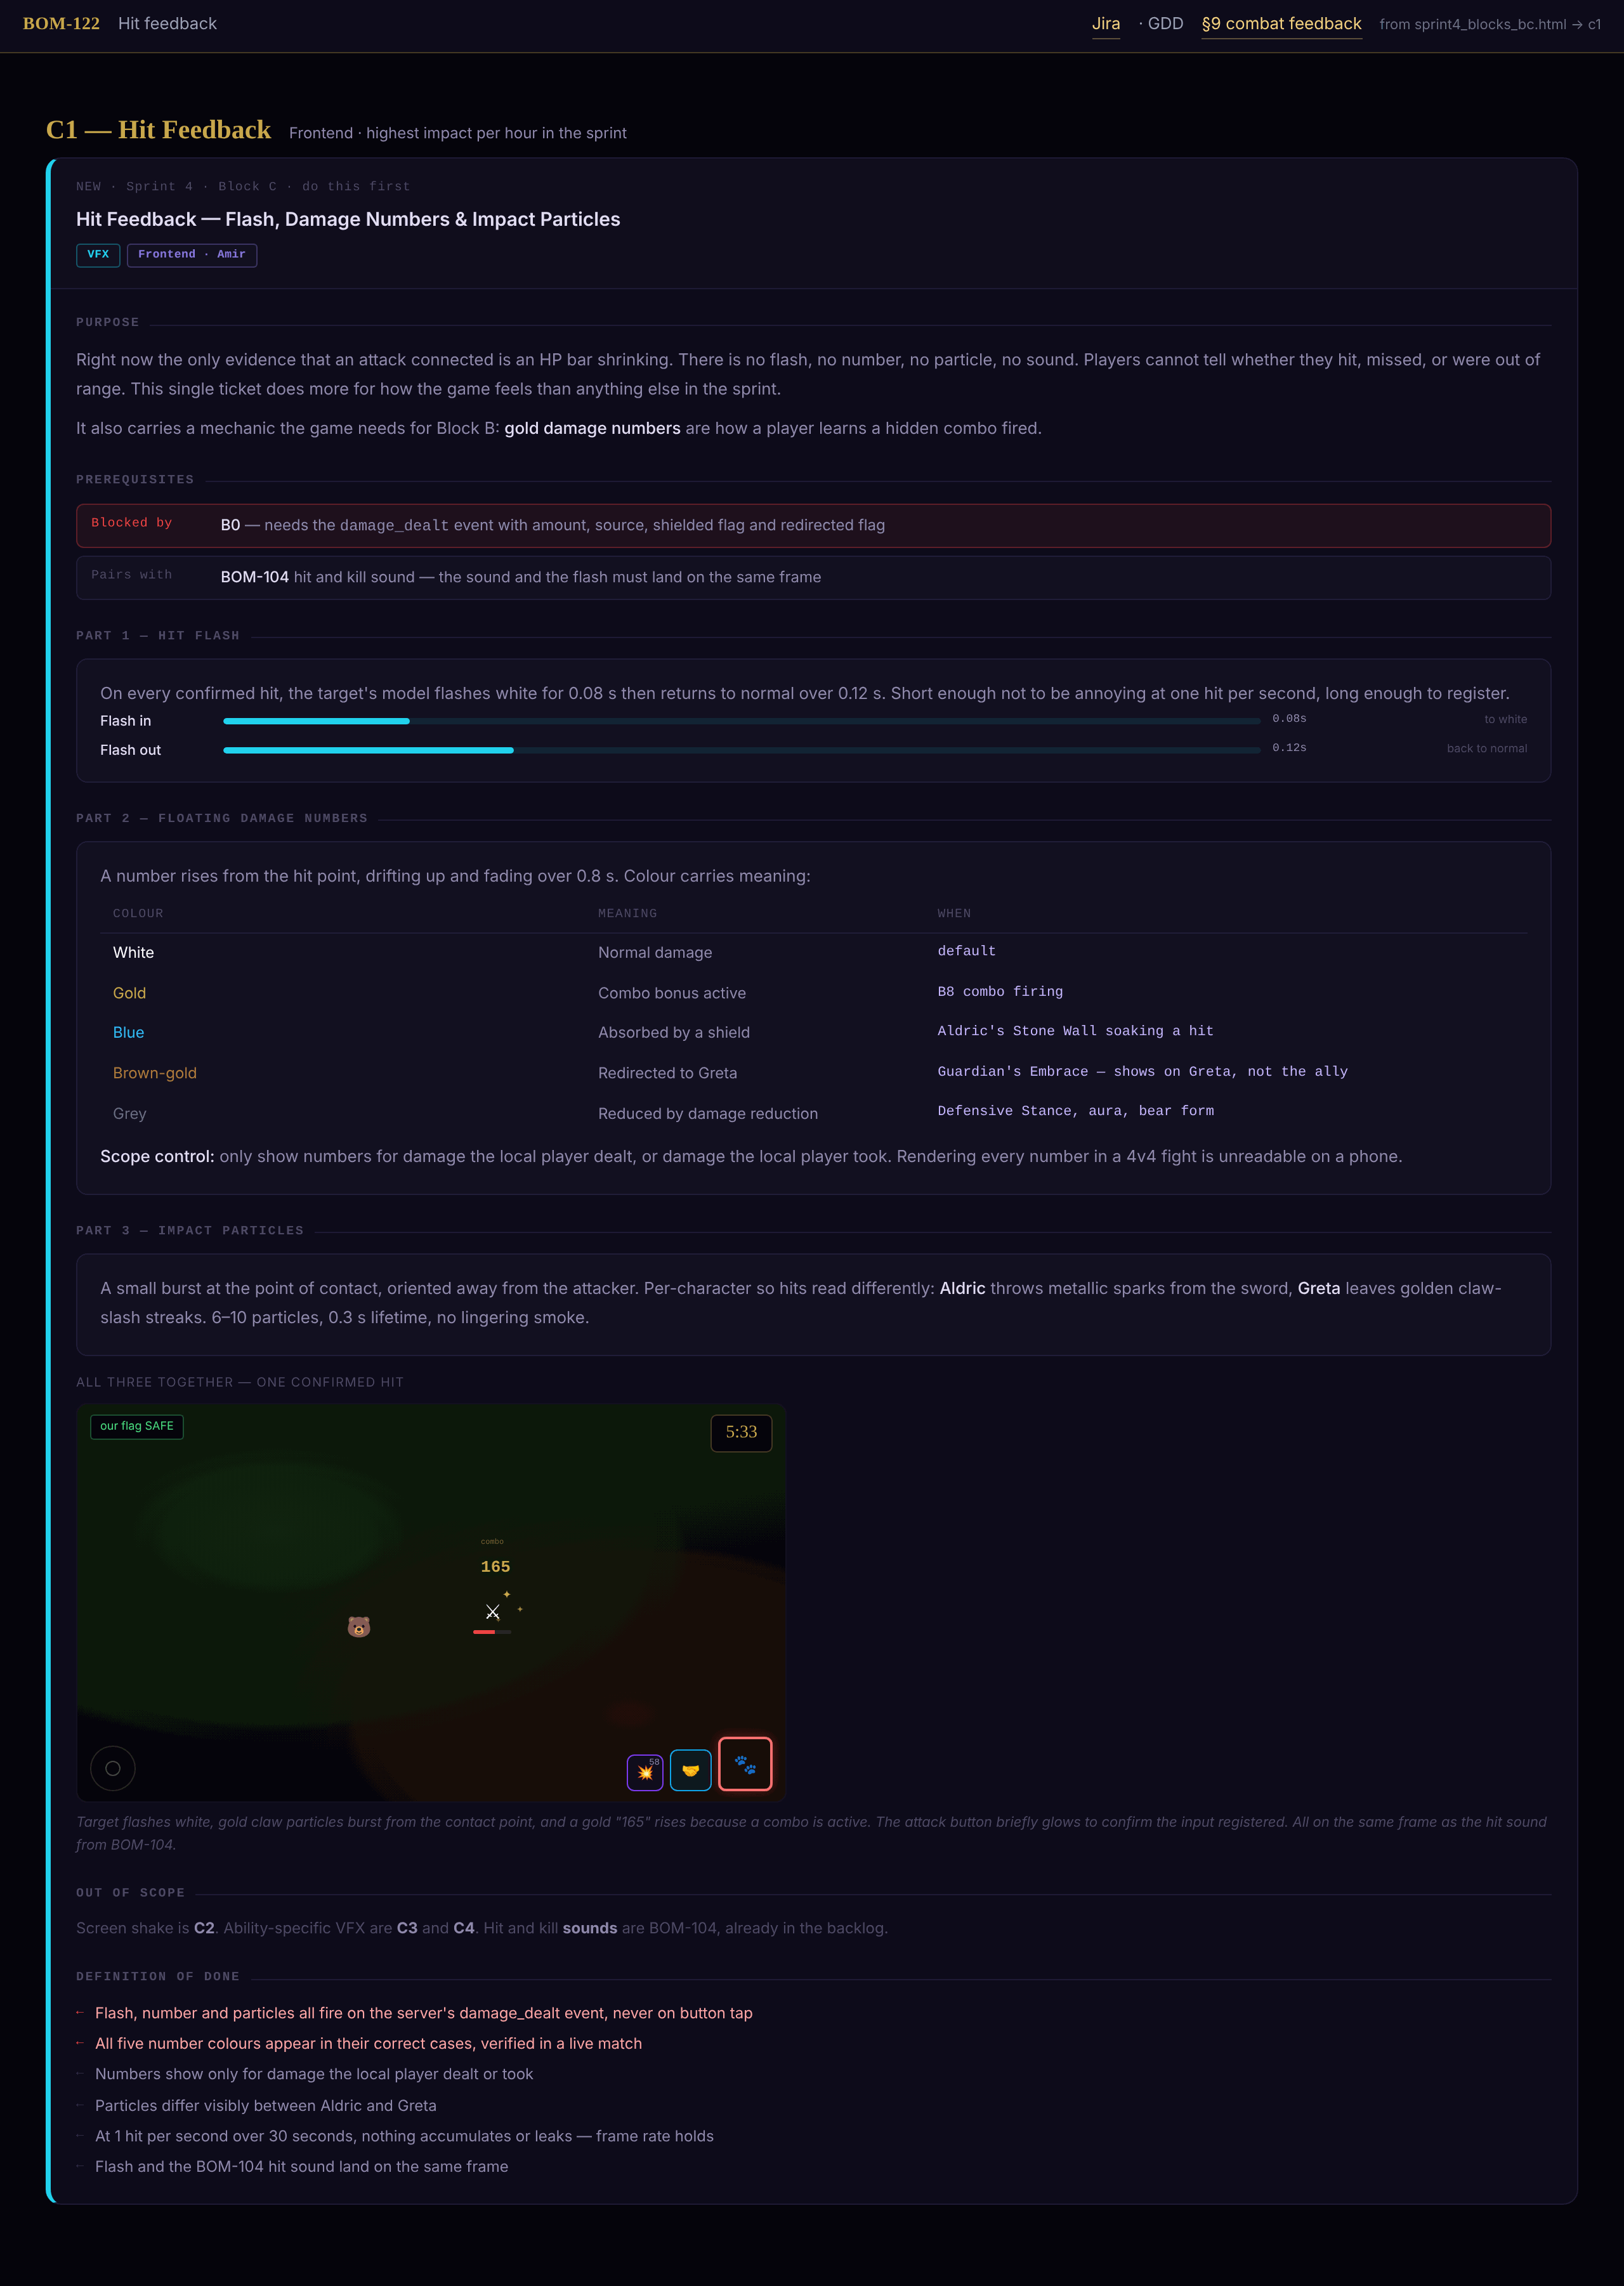 BOM-122 Hit feedback Jira · GDD §9 combat feedback from sprint4_blocks_bc.html → c1
C1 — Hit Feedback Frontend · highest impact per hour in the sprint
NEW · Sprint 4 · Block C · do this first
Hit Feedback — Flash, Damage Numbers & Impact Particles
VFX Frontend · Amir
PURPOSE
Right now the only evidence that an attack connected is an HP bar shrinking. There is no flash, no number, no particle, no sound. Players cannot tell whether they hit, missed, or were out of
range. This single ticket does more for how the game feels than anything else in the sprint.
It also carries a mechanic the game needs for Block B: gold damage numbers are how a player learns a hidden combo fired.
PREREQUISITES
Blocked by B0 — needs the damage_dealt event with amount, source, shielded flag and redirected flag
Pairs with BOM-104 hit and kill sound — the sound and the flash must land on the same frame
PART 1 — HIT FLASH
On every confirmed hit, the target's model flashes white for 0.08 s then returns to normal over 0.12 s. Short enough not to be annoying at one hit per second, long enough to register.
Flash in 0.08s to white
Flash out 0.12s back to normal
PART 2 — FLOATING DAMAGE NUMBERS
A number rises from the hit point, drifting up and fading over 0.8 s. Colour carries meaning:
COLOUR MEANING WHEN
White Normal damage default
Gold Combo bonus active B8 combo firing
Blue Absorbed by a shield Aldric's Stone Wall soaking a hit
Brown-gold Redirected to Greta Guardian's Embrace — shows on Greta, not the ally
Grey Reduced by damage reduction Defensive Stance, aura, bear form
Scope control: only show numbers for damage the local player dealt, or damage the local player took. Rendering every number in a 4v4 fight is unreadable on a phone.
PART 3 — IMPACT PARTICLES
A small burst at the point of contact, oriented away from the attacker. Per-character so hits read differently: Aldric throws metallic sparks from the sword, Greta leaves golden claw-
slash streaks. 6–10 particles, 0.3 s lifetime, no lingering smoke.
ALL THREE TOGETHER — ONE CONFIRMED HIT
our flag SAFE 5:33
combo
165
58
Target flashes white, gold claw particles burst from the contact point, and a gold "165" rises because a combo is active. The attack button briefly glows to confirm the input registered. All on the same frame as the hit sound
from BOM-104.
OUT OF SCOPE
Screen shake is C2. Ability-specific VFX are C3 and C4. Hit and kill sounds are BOM-104, already in the backlog.
DEFINITION OF DONE
← Flash, number and particles all fire on the server's damage_dealt event, never on button tap
← All five number colours appear in their correct cases, verified in a live match
← Numbers show only for damage the local player dealt or took
← Particles differ visibly between Aldric and Greta
← At 1 hit per second over 30 seconds, nothing accumulates or leaks — frame rate holds
← Flash and the BOM-104 hit sound land on the same frame